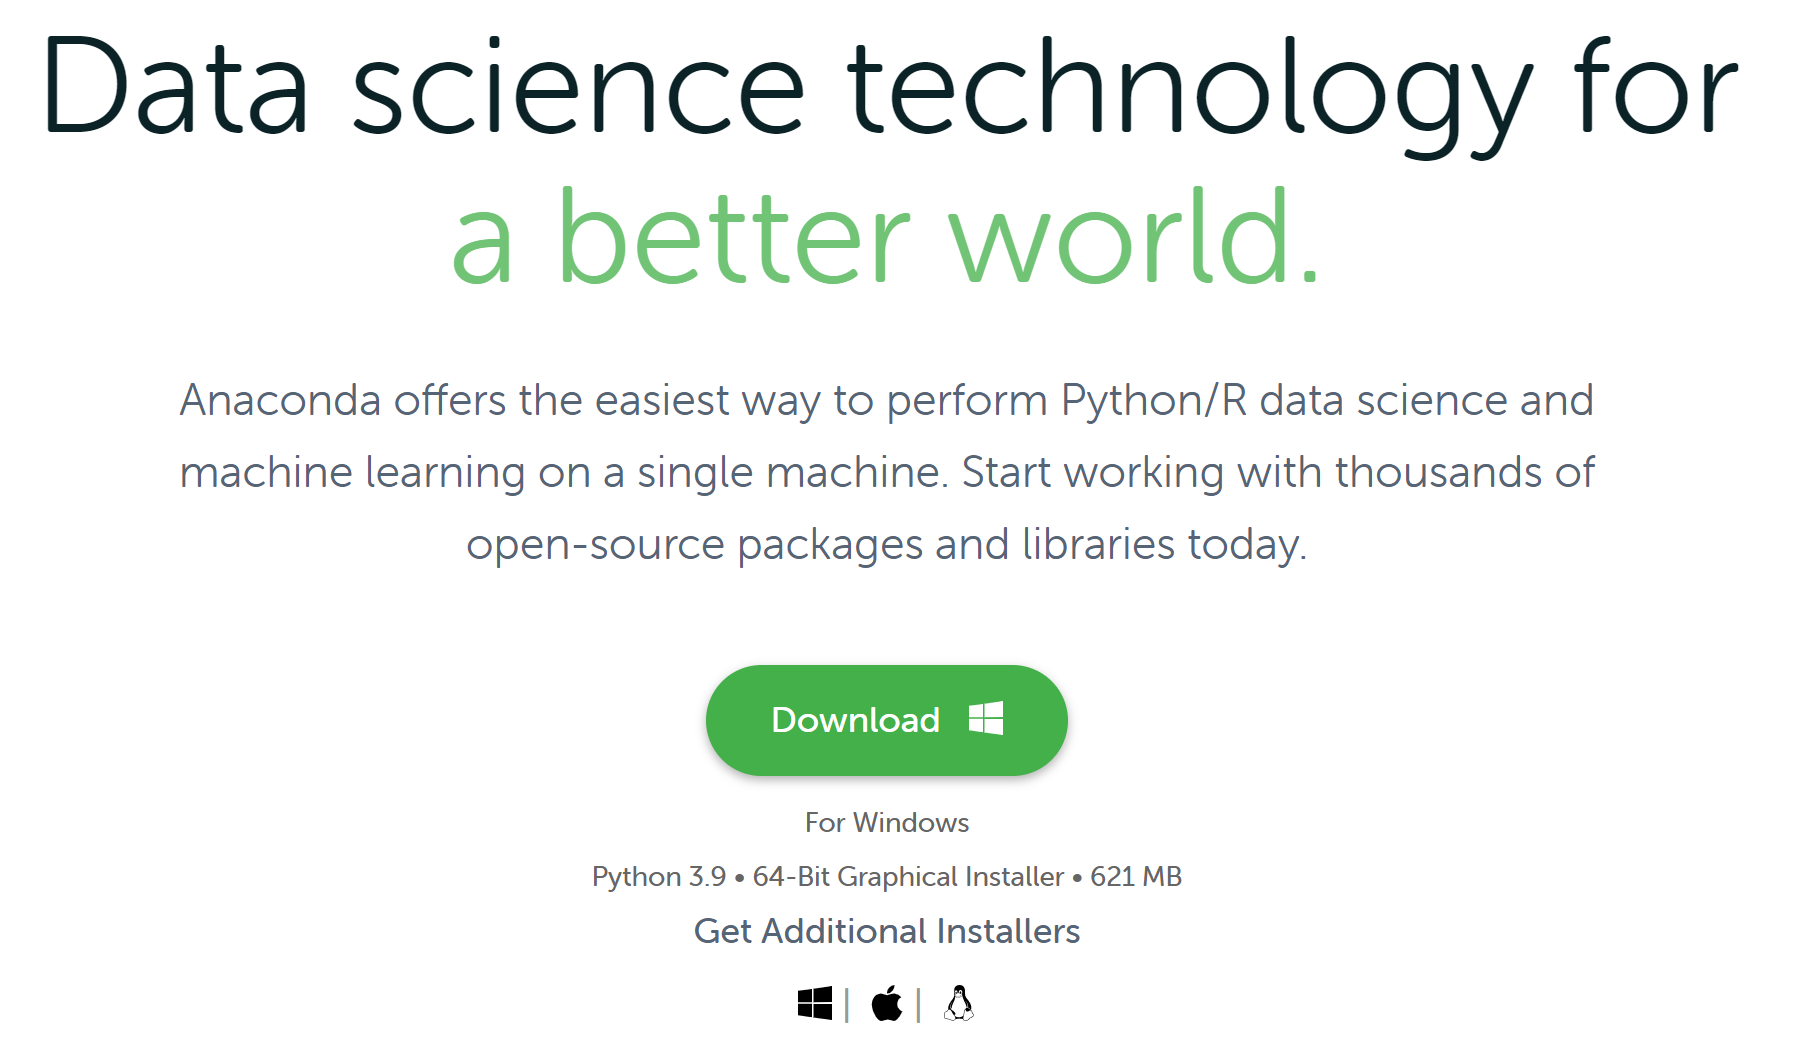 Data science technology for
a better world.
Anaconda offers the easiest way to perform Python/R data science and
machine learning on a single machine. Start working with thousands of
open-source packages and libraries today.
Download
For Windows
Python 3.9 • 64-Bit Graphical Installer • 621 MB
Get Additional Installers
| |